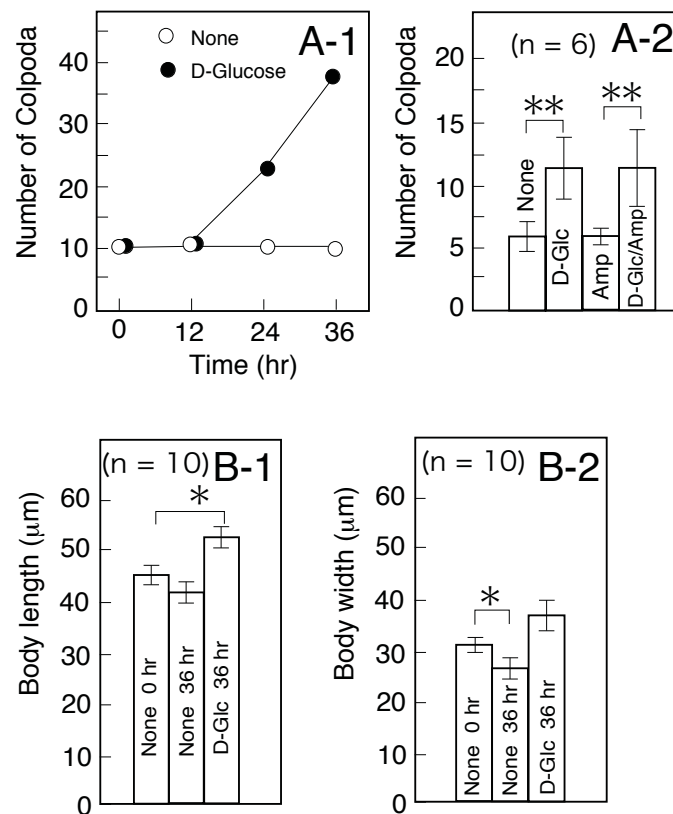 None
D-Glucose
A-1
Number of Colpoda
40
30
20
10
0
0 12 24 36
Time (hr)
(n = 6) A-2
Number of Colpoda
20
15
10
5
0
** **
None
D-Glc
Amp
D-Glc/Amp
(n = 10) B-1
Body length (μm)
60
50
40
30
20
10
0
*
None 0 hr
None 36 hr
D-Glc 36 hr
(n = 10) B-2
Body width (μm)
60
50
40
30
20
10
0
*
None 0 hr
None 36 hr
D-Glc 36 hr